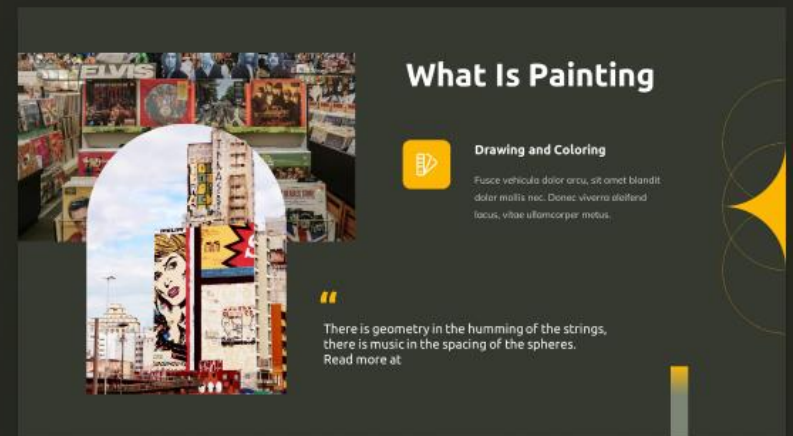 ELVIS
What Is Painting
Drawing and Coloring
Fusce vehicula dolor arcu, sit amet blandit
dolor mollis nec. Donec viverra eleifend
lacus, vitae ullamcorper metus.
“
There is geometry in the humming of the strings,
there is music in the spacing of the spheres.
Read more at